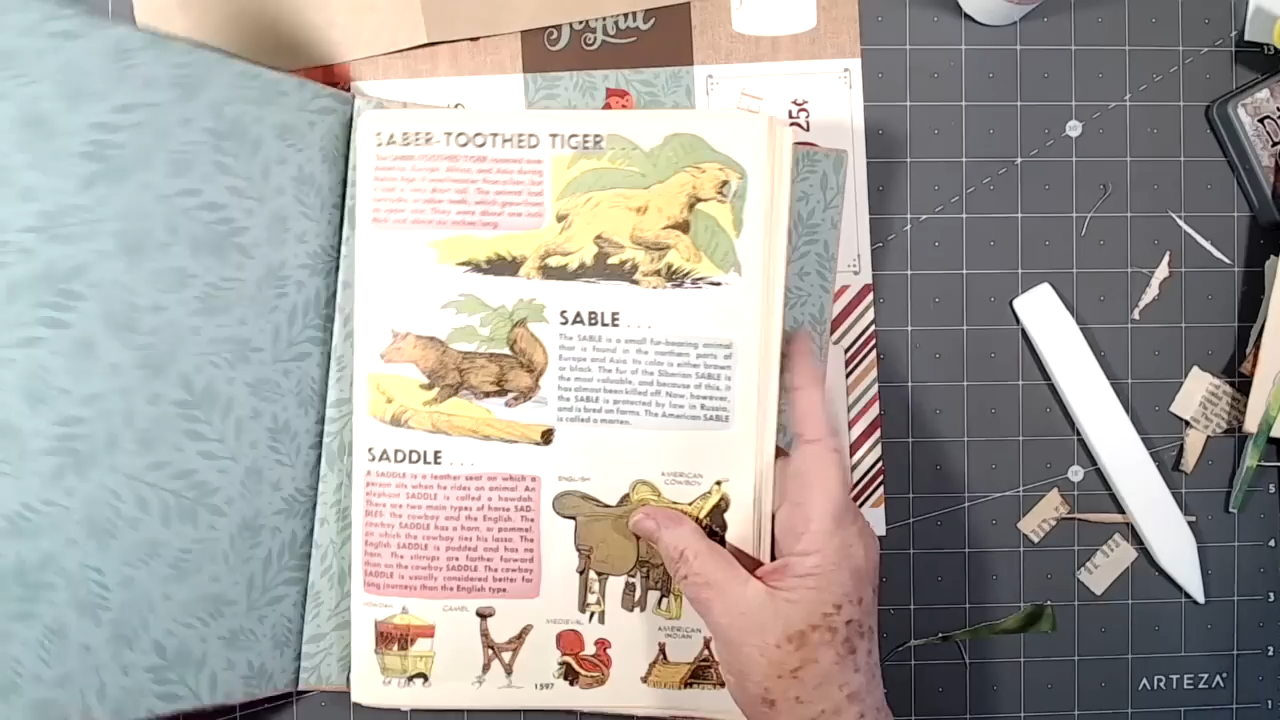 Joyful
25¢
SABER-TOOTHED TIGER...
SABLE...
The SABLE is a small fur-bearing animal
that is found in the northern parts of
Europe and Asia. Its color is either brown
or black. The fur of the Siberian SABLE is
the most valuable, and because of this, it
has almost been killed off. Now, however,
the SABLE is protected by law in Russia,
and is bred on farms. The American SABLE
is called a marten.
SADDLE...
A SADDLE is a leather seat on which a
person sits when he rides an animal. An
elephant SADDLE is called a howdah.
There are two main types of horse SAD-
DLES: the cowboy and the English. The
cowboy SADDLE has a horn, or pommel,
on which the cowboy ties his lasso. The
English SADDLE is padded and has no
horn. The stirrups are farther forward
than on the cowboy SADDLE. The cowboy
SADDLE is usually considered better for
long journeys than the English type.
ENGLISH
AMERICAN
COWBOY
HOWDAH
CAMEL
MEDIEVAL
AMERICAN
INDIAN
1597
13
5
3
2
1
ARTEZA